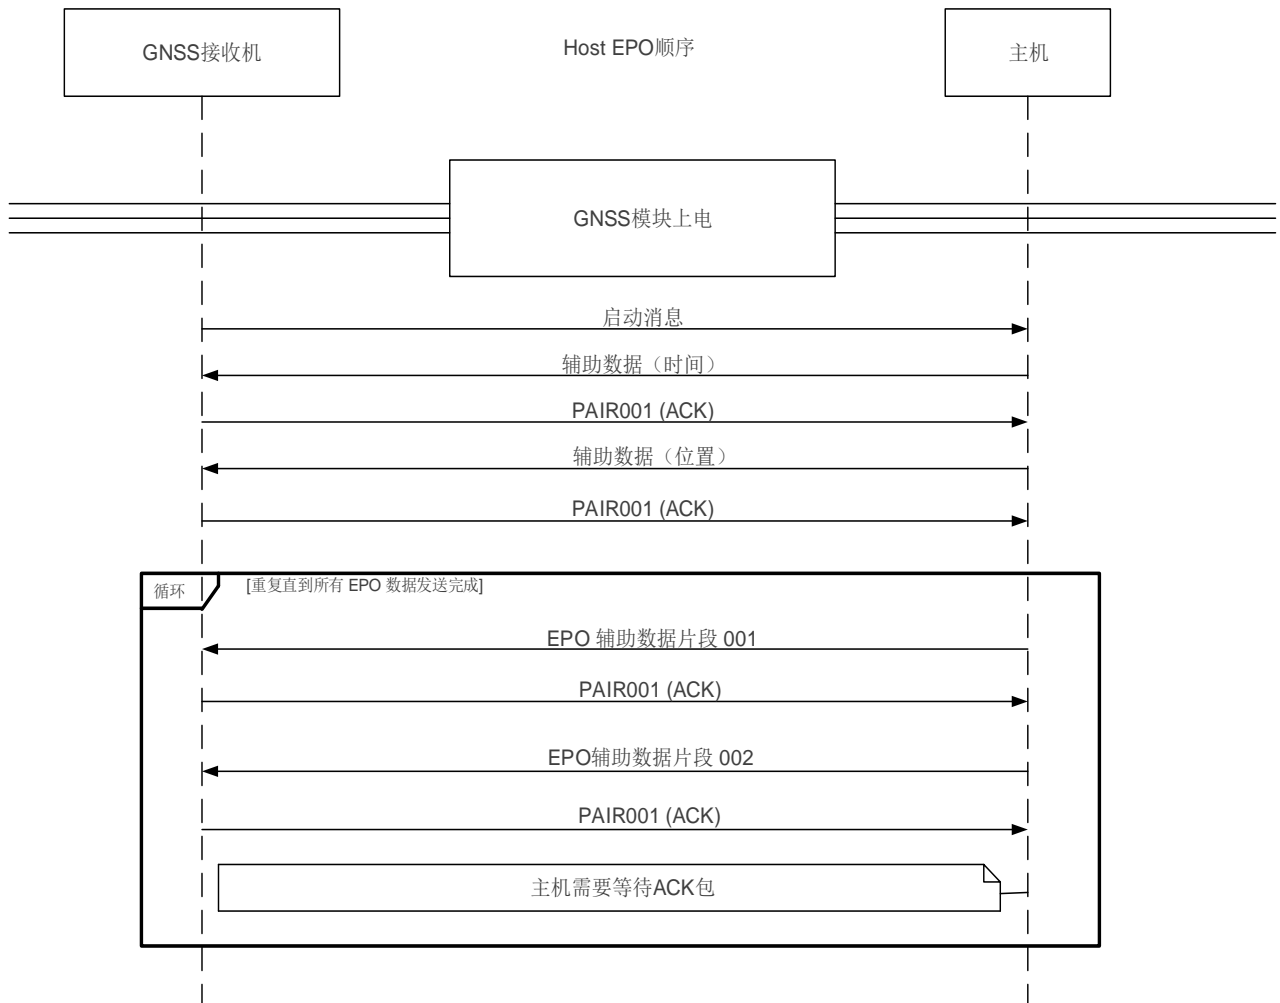 GNSS接收机
Host EPO顺序
主机
GNSS模块上电
启动消息
辅助数据（时间）
PAIR001 (ACK)
辅助数据（位置）
PAIR001 (ACK)
循环
[重复直到所有 EPO 数据发送完成]
EPO 辅助数据片段 001
PAIR001 (ACK)
EPO辅助数据片段 002
PAIR001 (ACK)
主机需要等待ACK包